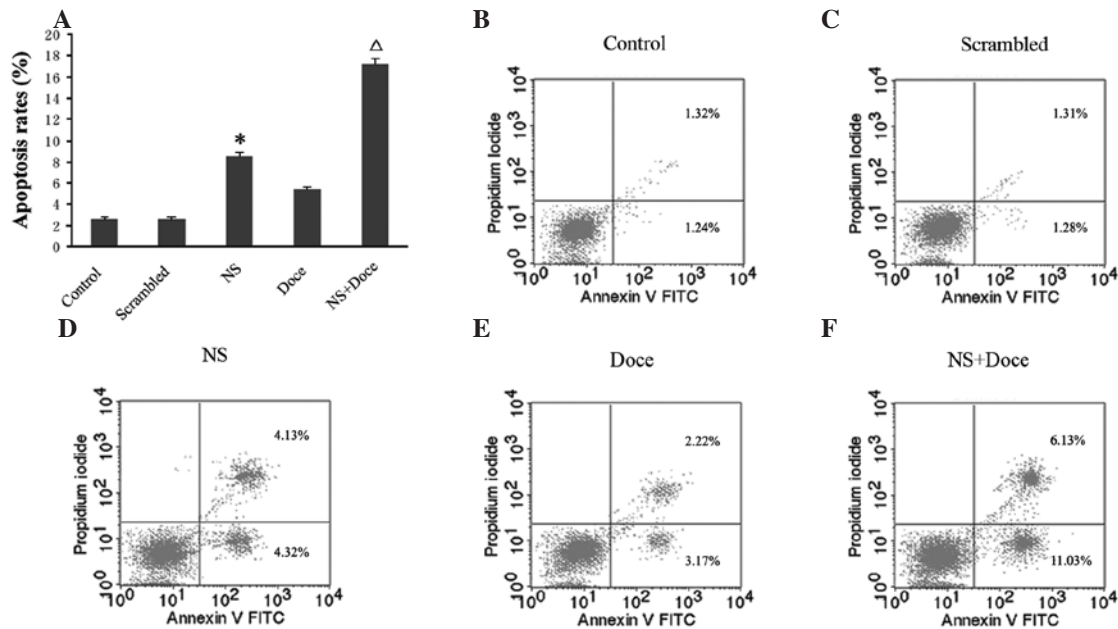 A
Apoptosis rates (%)
20
18
16
14
12
10
8
6
4
2
0
*
Δ
Control
Scrambled
NS
Doce
NS+Doce
B
Control
Propidium Iodide
10^4
10^3
10^2
10^1
10^0
1.32%
1.24%
10^0 10^1 10^2 10^3 10^4
Annexin V FITC
C
Scrambled
Propidium Iodide
10^4
10^3
10^2
10^1
10^0
1.31%
1.28%
10^0 10^1 10^2 10^3 10^4
Annexin V FITC
D
NS
Propidium iodide
10^4
10^3
10^2
10^1
10^0
4.13%
4.32%
10^0 10^1 10^2 10^3 10^4
Annexin V FITC
E
Doce
Propidium iodide
10^4
10^3
10^2
10^1
10^0
2.22%
3.17%
10^0 10^1 10^2 10^3 10^4
Annexin V FITC
F
NS+Doce
Propidium iodide
10^4
10^3
10^2
10^1
10^0
6.13%
11.03%
10^0 10^1 10^2 10^3 10^4
Annexin V FITC